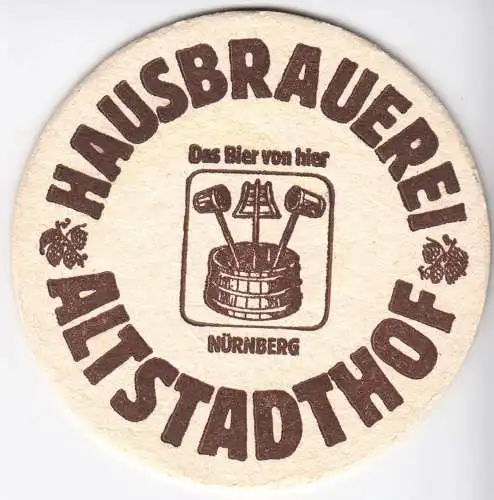 HAUSBRAUEREI
Das Bier von hier
NÜRNBERG
ALTSTADTHOF